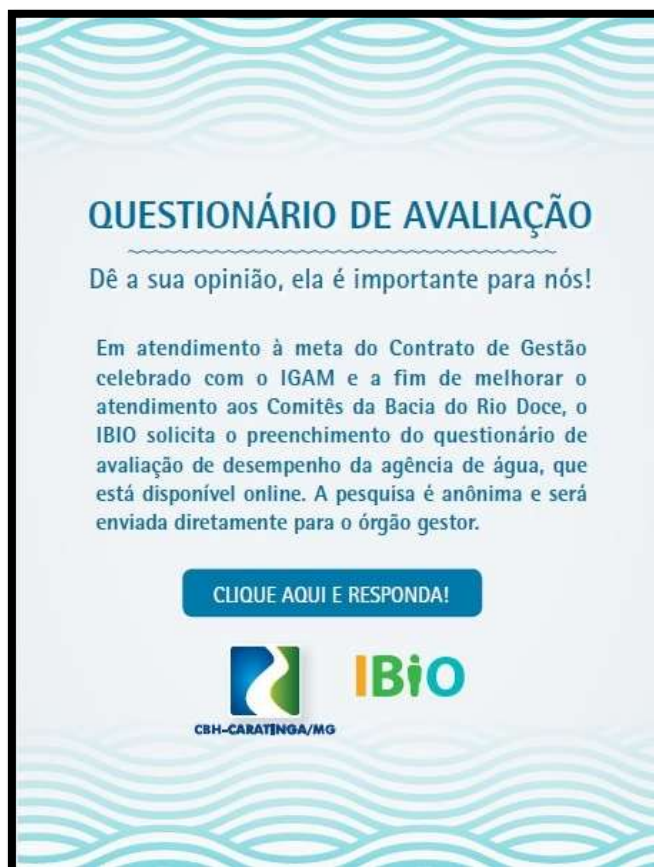 QUESTIONÁRIO DE AVALIAÇÃO
Dê a sua opinião, ela é importante para nós!
Em atendimento à meta do Contrato de Gestão
celebrado com o IGAM e a fim de melhorar o
atendimento aos Comitês da Bacia do Rio Doce, o
IBIO solicita o preenchimento do questionário de
avaliação de desempenho da agência de água, que
está disponível online. A pesquisa é anônima e será
enviada diretamente para o órgão gestor.
CLIQUE AQUI E RESPONDA!
IBiO
CBH-CARATINGA/MG